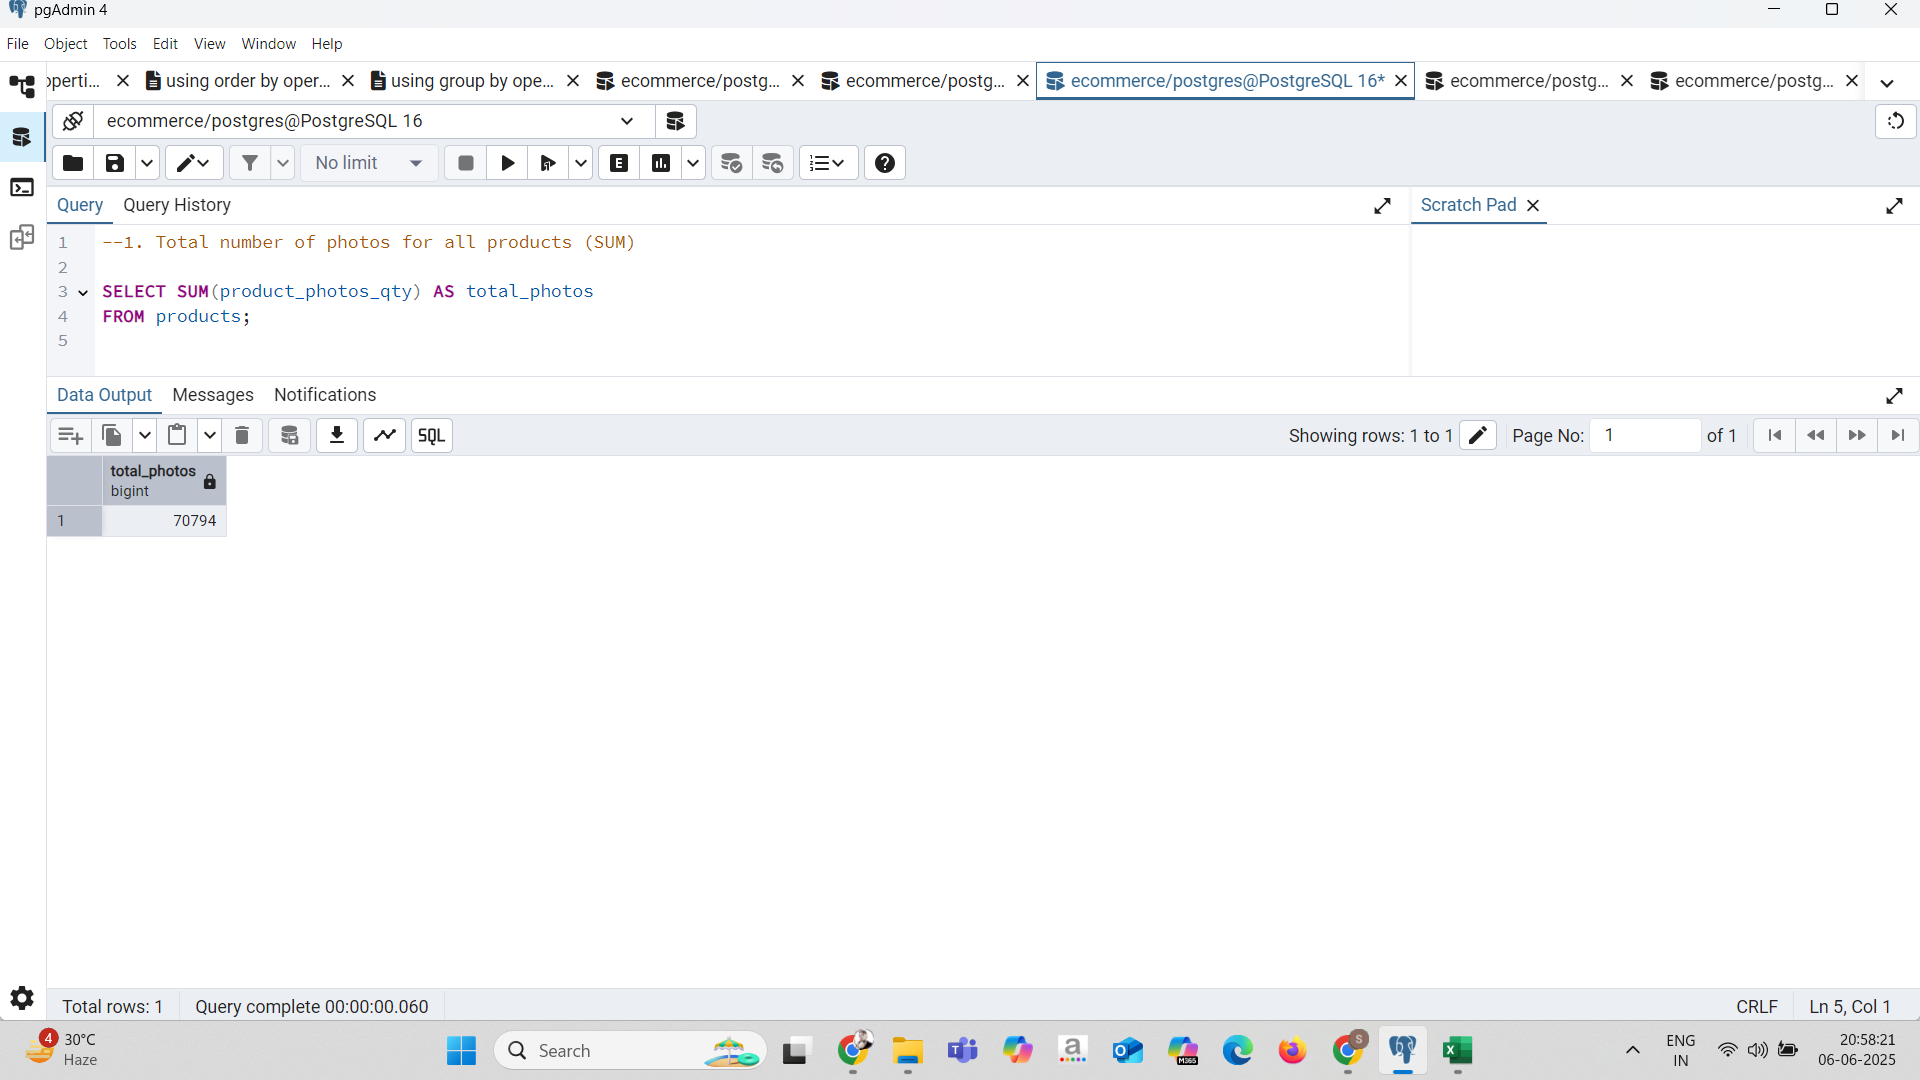 pgAdmin 4
File Object Tools Edit View Window Help
operti... using order by oper... using group by ope... ecommerce/postg... ecommerce/postg... ecommerce/postgres@PostgreSQL 16* ecommerce/postg... ecommerce/postg...
ecommerce/postgres@PostgreSQL 16
No limit E
Query Query History Scratch Pad
1 --1. Total number of photos for all products (SUM)
2
3 SELECT SUM(product_photos_qty) AS total_photos
4 FROM products;
5
Data Output Messages Notifications
SQL Showing rows: 1 to 1 Page No: 1 of 1
total_photos
bigint
1 70794
Total rows: 1 Query complete 00:00:00.060 CRLF Ln 5, Col 1
4 30°C
Haze
Search
M365
S
ENG
IN
20:58:21
06-06-2025